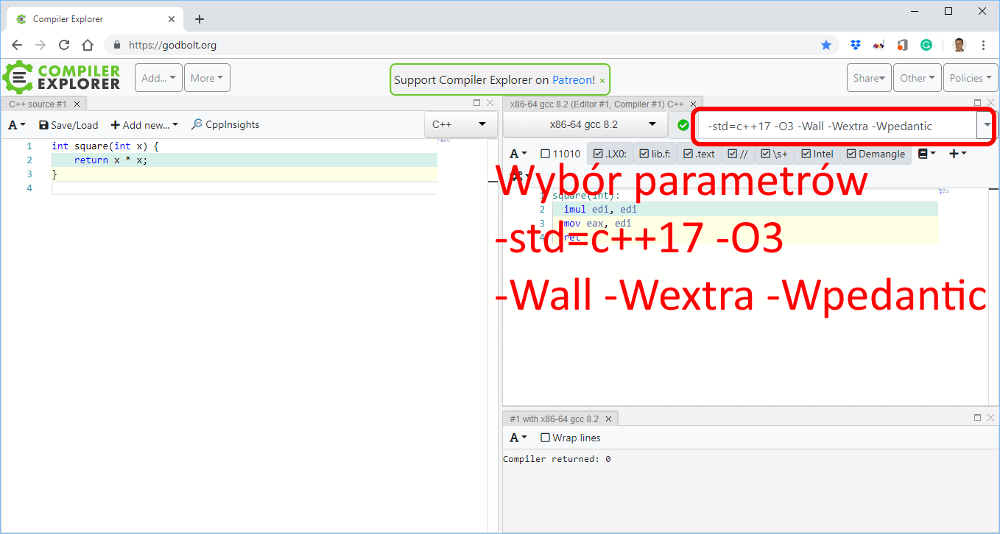 Compiler Explorer
https://godbolt.org
COMPILER
EXPLORER
Add...
More
Support Compiler Explorer on Patreon! ×
Share
Other
Policies
C++ source #1
A
Save/Load
Add new...
CppInsights
C++
1 int square(int x) {
2 return x * x;
3 }
4
x86-64 gcc 8.2 (Editor #1, Compiler #1) C++
x86-64 gcc 8.2
-std=c++17 -O3 -Wall -Wextra -Wpedantic
A
11010
.LX0:
lib.f:
.text
//
\s+
Intel
Demangle
Wybór parametrów
-std=c++17 -O3
-Wall -Wextra -Wpedantic
1 square(int):
2 imul edi, edi
3 mov eax, edi
4 ret
#1 with x86-64 gcc 8.2
A
Wrap lines
Compiler returned: 0